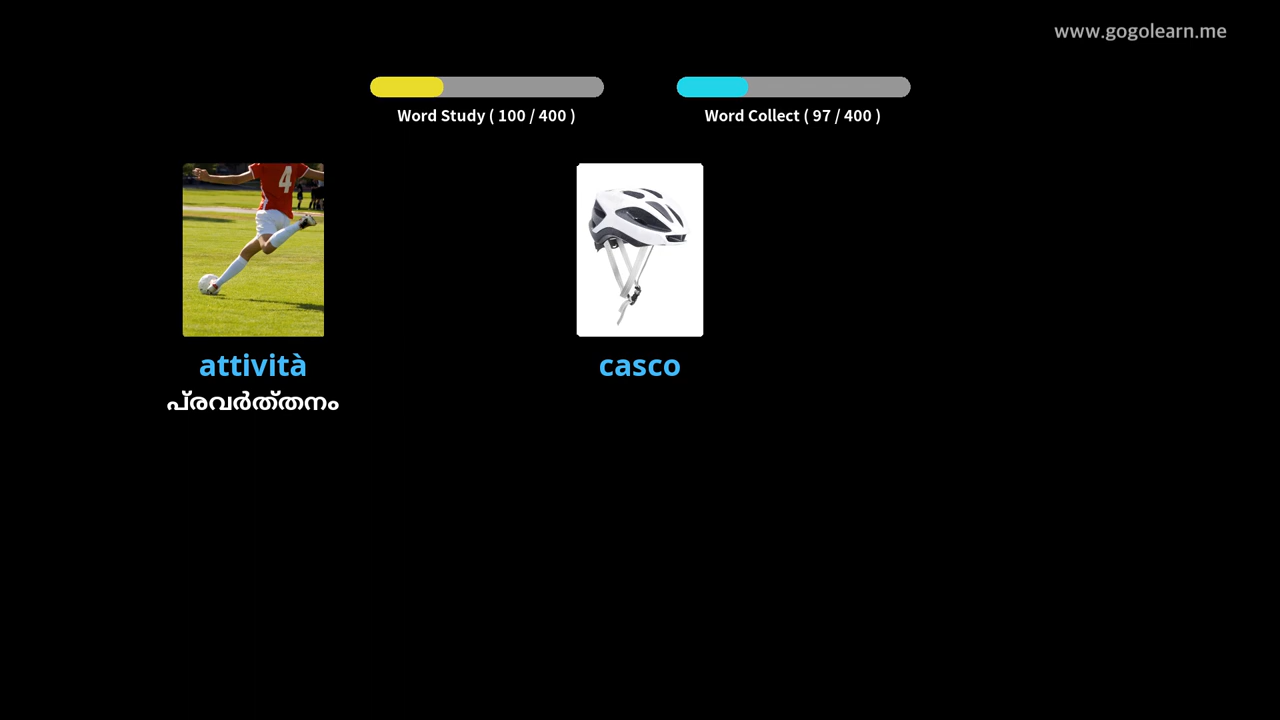 www.gogolearn.me
Word Study ( 100 / 400 )
Word Collect ( 97 / 400 )
4
attività
casco
പ്രവർത്തനം